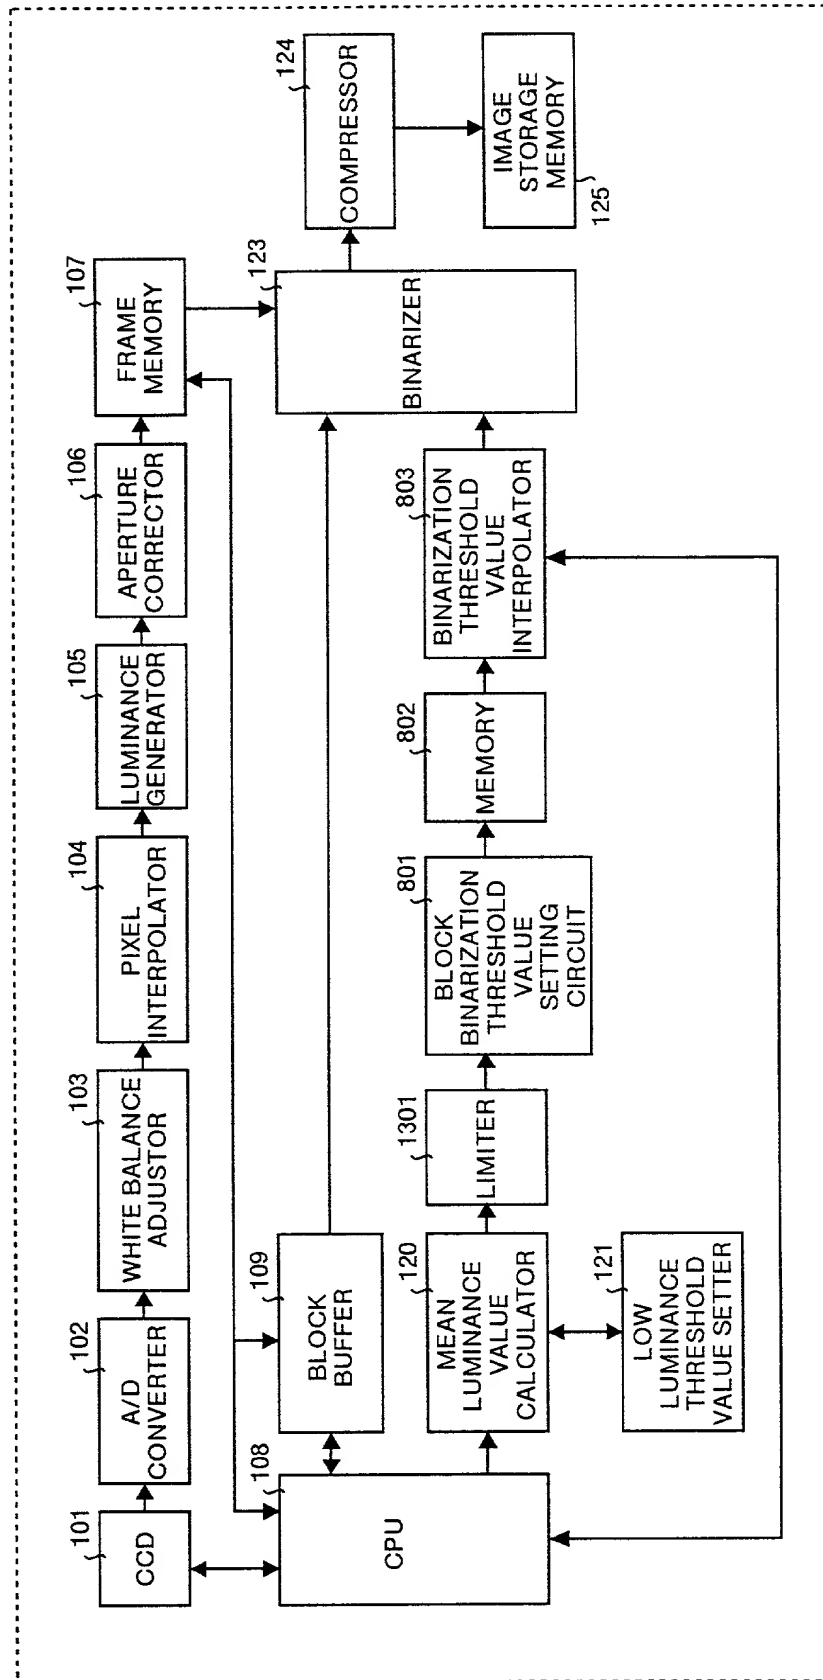 101
CCD
102
A/D
CONVERTER
103
WHITE BALANCE
ADJUSTOR
104
PIXEL
INTERPOLATOR
105
LUMINANCE
GENERATOR
106
APERTURE
CORRECTOR
107
FRAME
MEMORY
108
CPU
109
BLOCK
BUFFER
123
BINARIZER
124
COMPRESSOR
IMAGE
STORAGE
MEMORY
125
120
MEAN
LUMINANCE
VALUE
CALCULATOR
1301
LIMITER
801
BLOCK
BINARIZATION
THRESHOLD
VALUE
SETTING
CIRCUIT
802
MEMORY
803
BINARIZATION
THRESHOLD
VALUE
INTERPOLATOR
121
LOW
LUMINANCE
THRESHOLD
VALUE SETTER